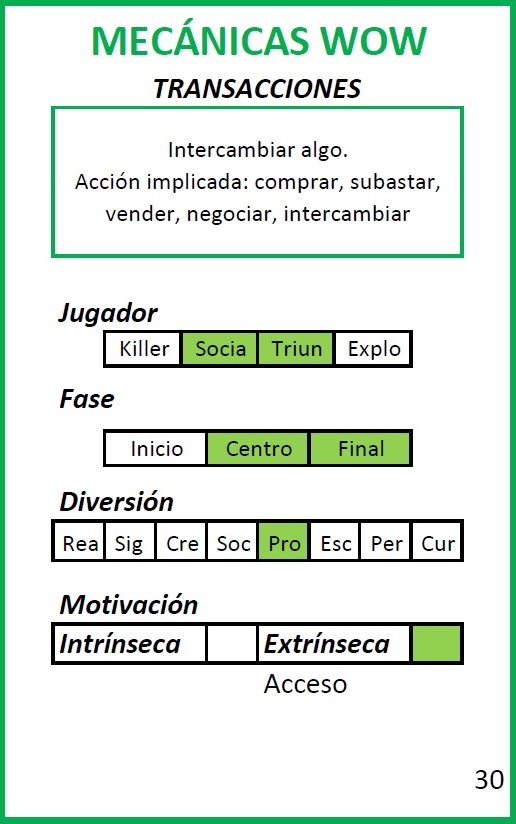 MECÁNICAS WOW
TRANSACCIONES
Intercambiar algo.
Acción implicada: comprar, subastar,
vender, negociar, intercambiar
Jugador
Killer Socia Triun Explo
Fase
Inicio Centro Final
Diversión
Rea Sig Cre Soc Pro Esc Per Cur
Motivación
Intrínseca Extrínseca
Acceso
30